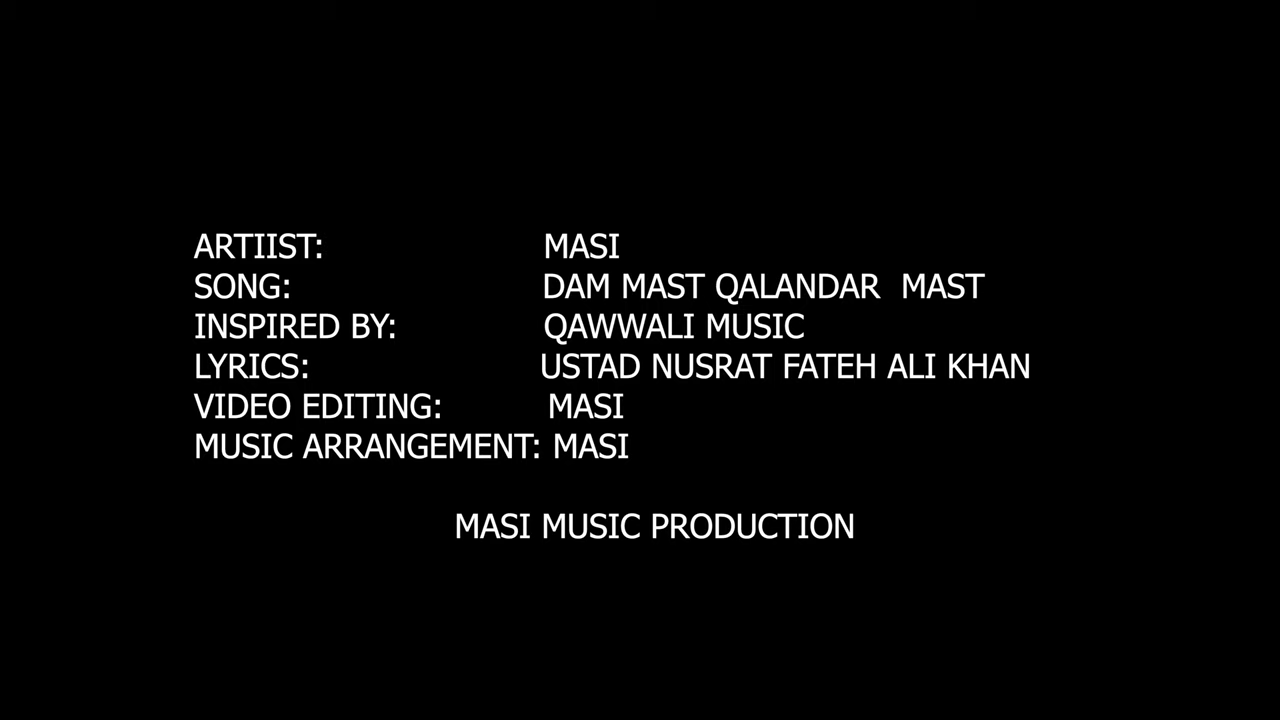 ARTIIST: MASI
SONG: DAM MAST QALANDAR MAST
INSPIRED BY: QAWWALI MUSIC
LYRICS: USTAD NUSRAT FATEH ALI KHAN
VIDEO EDITING: MASI
MUSIC ARRANGEMENT: MASI
MASI MUSIC PRODUCTION